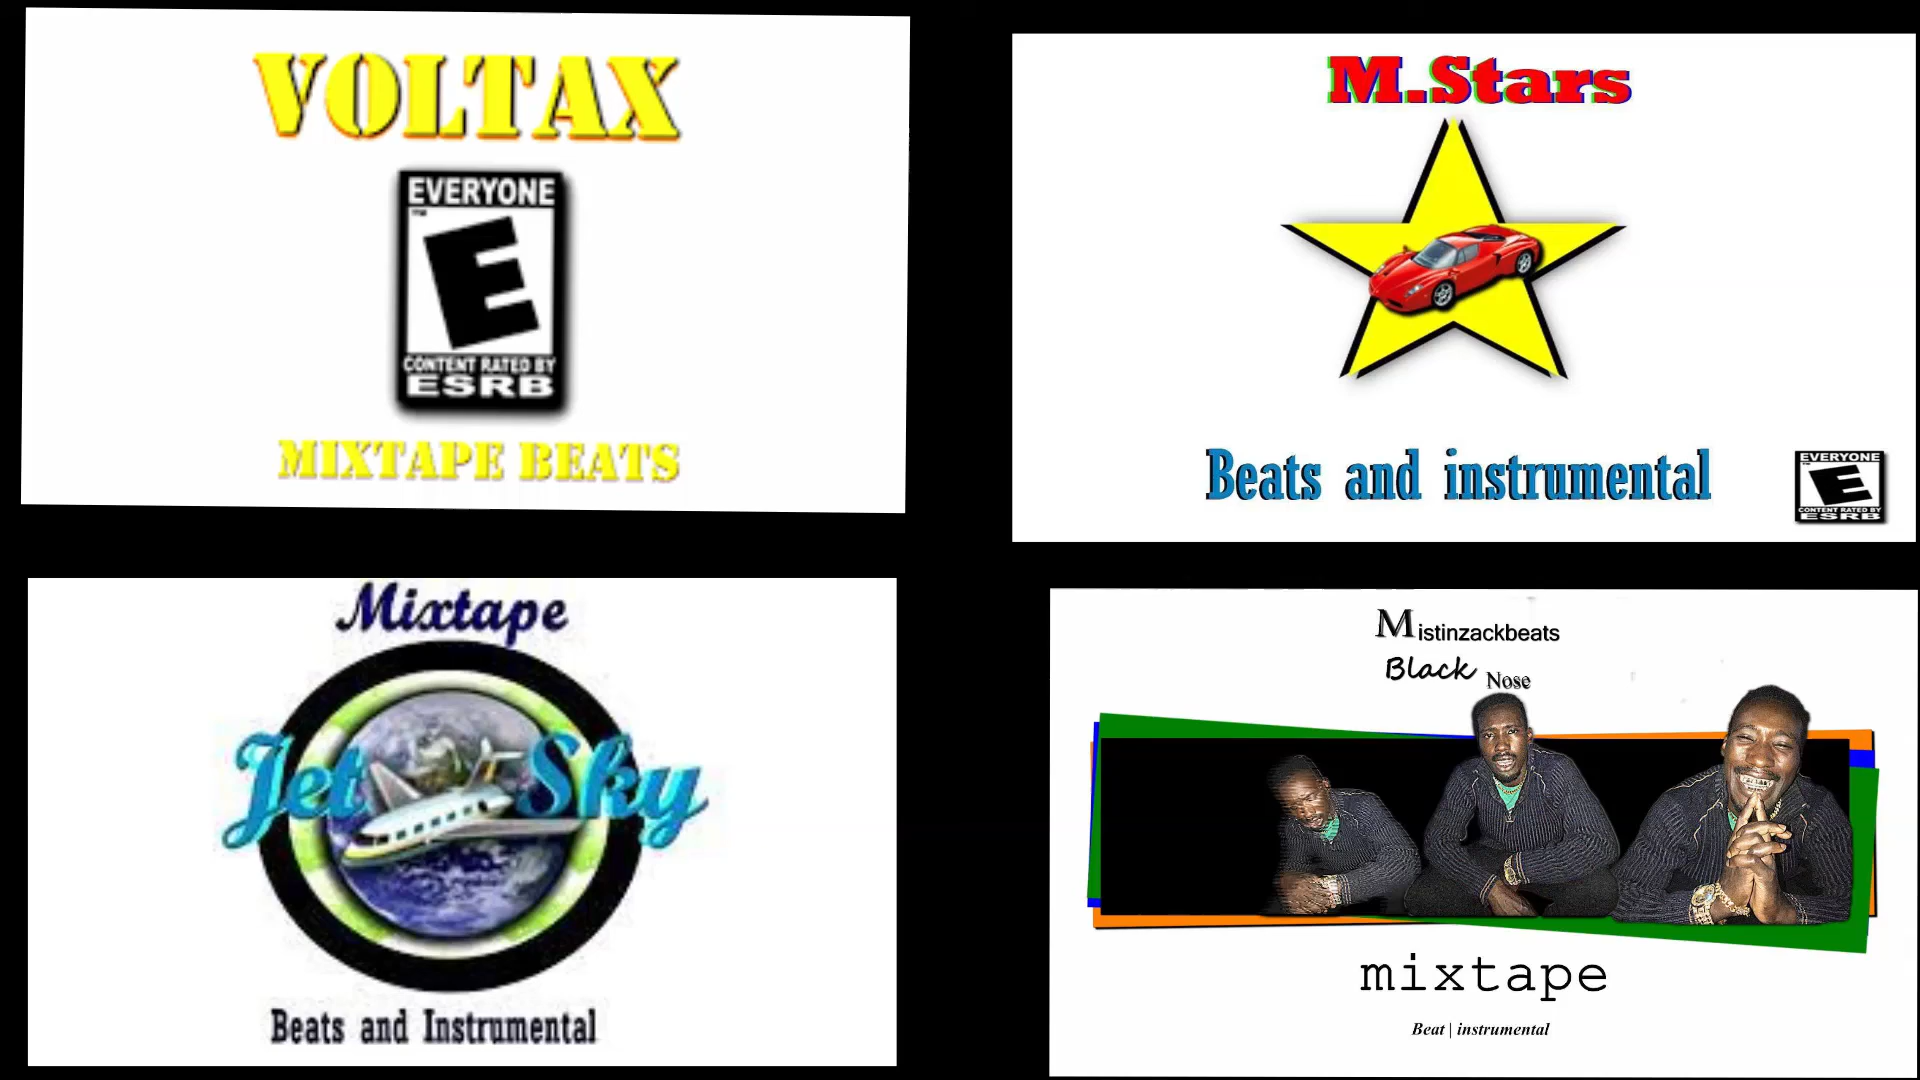 VOLTAX
EVERYONE
E
CONTENT RATED BY
ESRB
MIXTAPE BEATS
M.Stars
Beats and instrumental
EVERYONE
E
CONTENT RATED BY
ESRB
Mixtape
Jet Sky
Beats and Instrumental
Mistinzackbeats
Black Nose
mixtape
Beat | instrumental